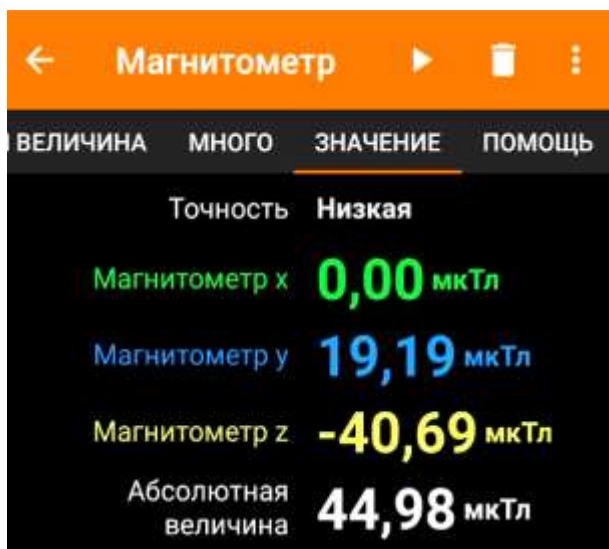 Магнитометр
ВЕЛИЧИНА МНОГО ЗНАЧЕНИЕ ПОМОЩЬ
Точность Низкая
Магнитометр x 0,00 мкТл
Магнитометр y 19,19 мкТл
Магнитометр z -40,69 мкТл
Абсолютная
величина 44,98 мкТл